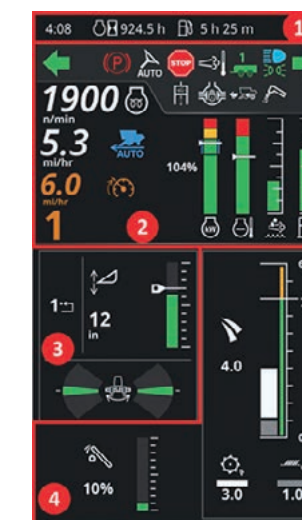 4:08 924.5 h 5 h 25 m 1
P AUTO STOP 1
1900
n/min
5.3 AUTO
mi/hr
104%
6.0
mi/hr
1 2 kW
1 12
in
3
4.0
10%
4 3.0 1.0